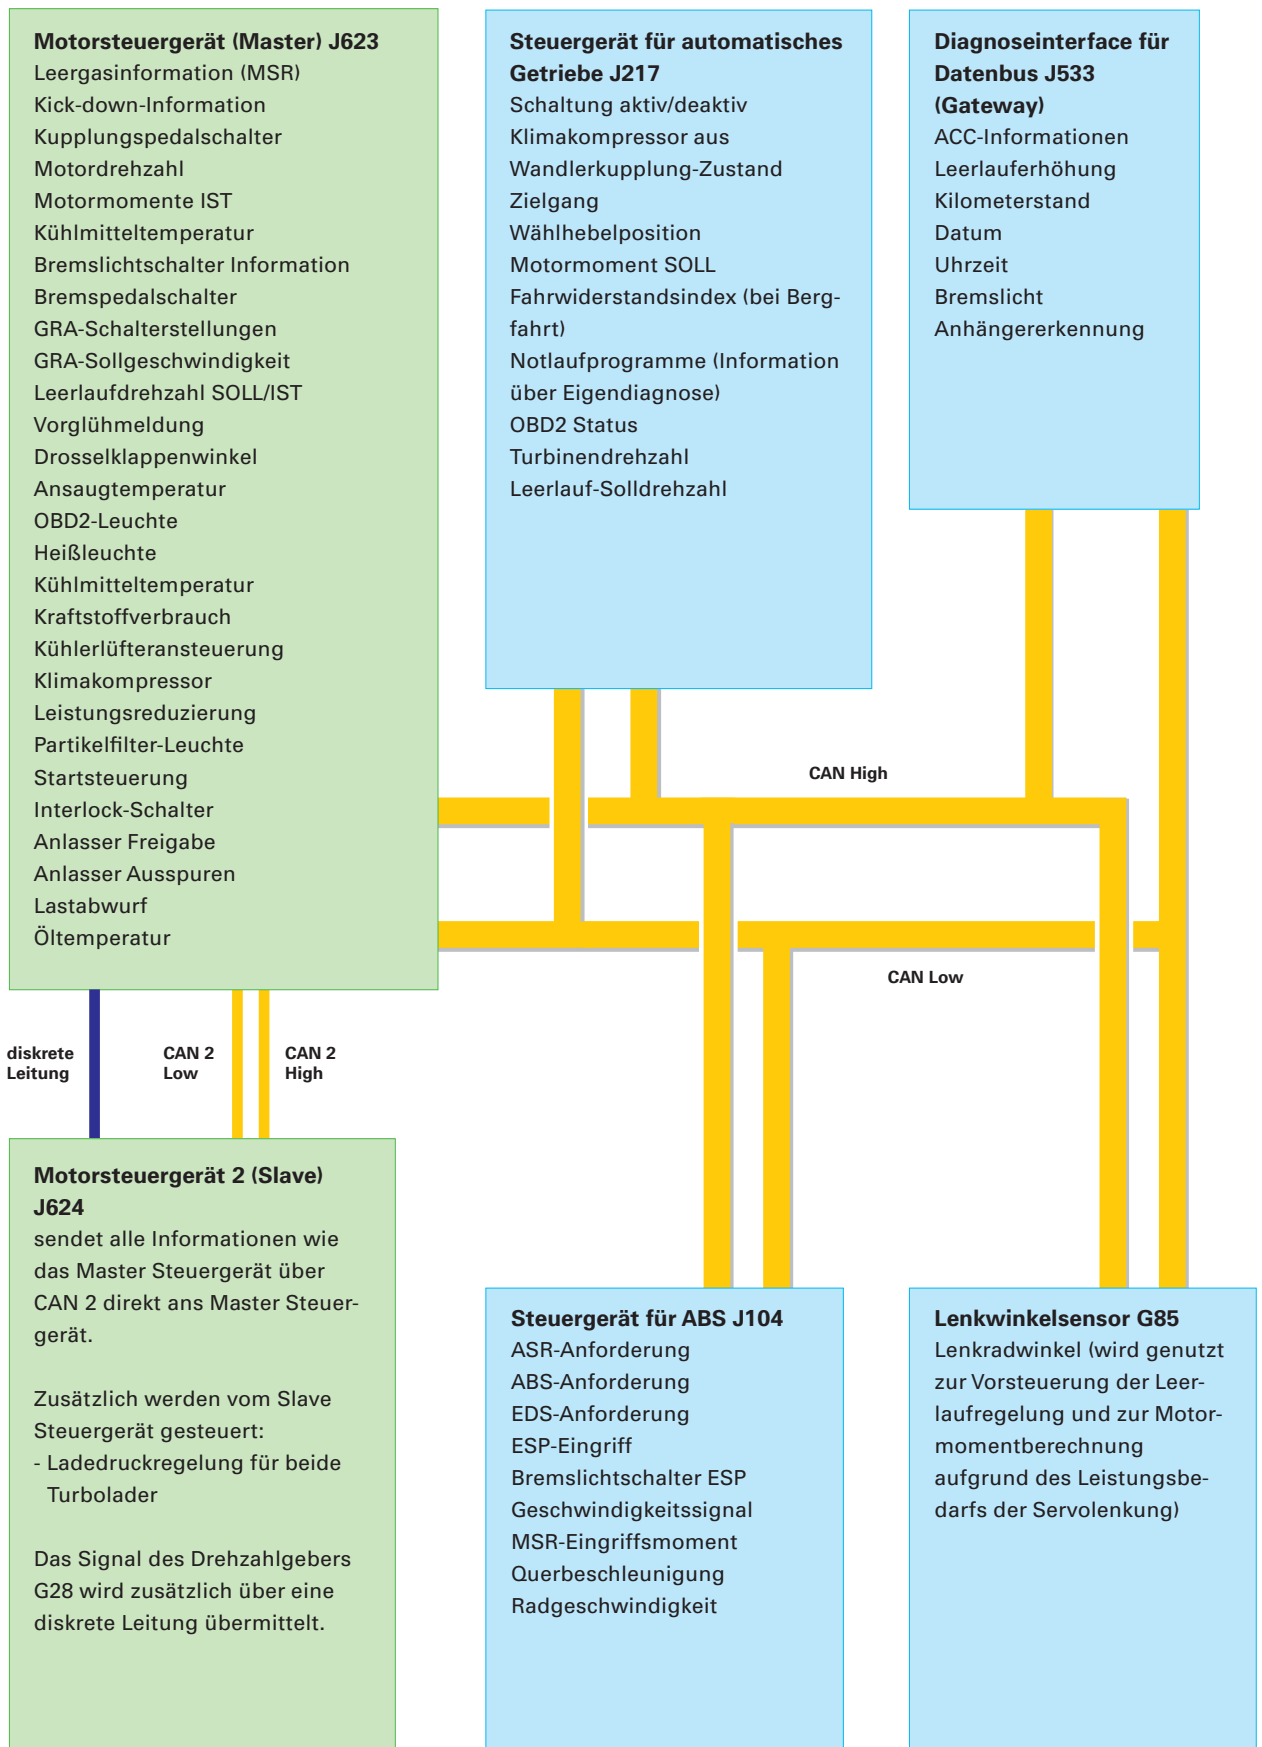 Motorsteuergerät (Master) J623
Leergasinformation (MSR)
Kick-down-Information
Kupplungspedalschalter
Motordrehzahl
Motormomente IST
Kühlmitteltemperatur
Bremslichtschalter Information
Bremspedalschalter
GRA-Schalterstellungen
GRA-Sollgeschwindigkeit
Leerlaufdrehzahl SOLL/IST
Vorglühmeldung
Drosselklappenwinkel
Ansaugtemperatur
OBD2-Leuchte
Heißleuchte
Kühlmitteltemperatur
Kraftstoffverbrauch
Kühlerlüfteransteuerung
Klimakompressor
Leistungsreduzierung
Partikelfilter-Leuchte
Startsteuerung
Interlock-Schalter
Anlasser Freigabe
Anlasser Ausspuren
Lastabwurf
Öltemperatur
Steuergerät für automatisches
Getriebe J217
Schaltung aktiv/deaktiv
Klimakompressor aus
Wandlerkupplung-Zustand
Zielgang
Wählhebelposition
Motormoment SOLL
Fahrwiderstandsindex (bei Berg-
fahrt)
Notlaufprogramme (Information
über Eigendiagnose)
OBD2 Status
Turbinendrehzahl
Leerlauf-Solldrehzahl
Diagnoseinterface für
Datenbus J533
(Gateway)
ACC-Informationen
Leerlauferhöhung
Kilometerstand
Datum
Uhrzeit
Bremslicht
Anhängererkennung
CAN High
CAN Low
diskrete
Leitung
CAN 2
Low
CAN 2
High
Motorsteuergerät 2 (Slave)
J624
sendet alle Informationen wie
das Master Steuergerät über
CAN 2 direkt ans Master Steuer-
gerät.
Zusätzlich werden vom Slave
Steuergerät gesteuert:
- Ladedruckregelung für beide
Turbolader
Das Signal des Drehzahlgebers
G28 wird zusätzlich über eine
diskrete Leitung übermittelt.
Steuergerät für ABS J104
ASR-Anforderung
ABS-Anforderung
EDS-Anforderung
ESP-Eingriff
Bremslichtschalter ESP
Geschwindigkeitssignal
MSR-Eingriffsmoment
Querbeschleunigung
Radgeschwindigkeit
Lenkwinkelsensor G85
Lenkradwinkel (wird genutzt
zur Vorsteuerung der Leer-
laufregelung und zur Motor-
momentberechnung
aufgrund des Leistungsbe-
darfs der Servolenkung)